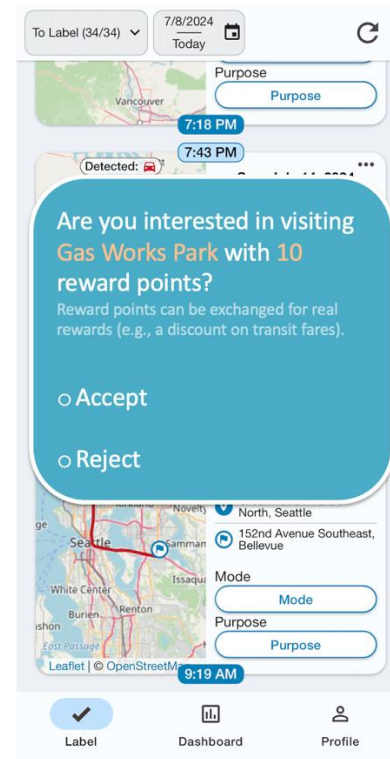 To Label (34/34)
7/8/2024
Today
Purpose
Purpose
Vancouver
7:18 PM
7:43 PM
Detected:
Are you interested in visiting
Gas Works Park with 10
reward points?
Reward points can be exchanged for real
rewards (e.g., a discount on transit fares).
Accept
Reject
Novelty
North, Seattle
Seattle
Samman
152nd Avenue Southeast,
Bellevue
Issaqua
Mode
Mode
White Center
Renton
Burien
Purpose
Purpose
East Passage
Leaflet | © OpenStreetM
9:19 AM
Label
Dashboard
Profile